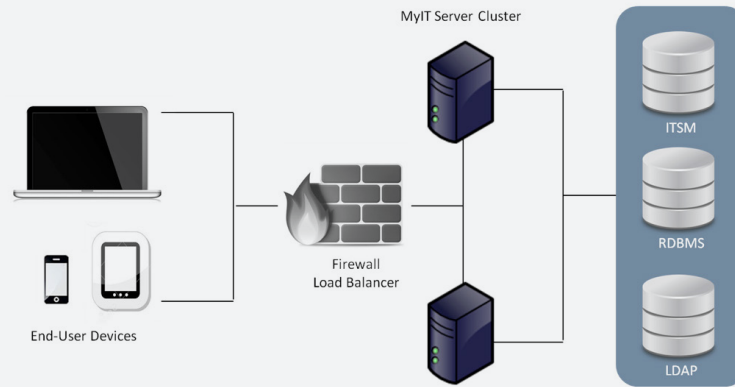 MyIT Server Cluster
ITSM
RDBMS
Firewall
Load Balancer
End-User Devices
LDAP